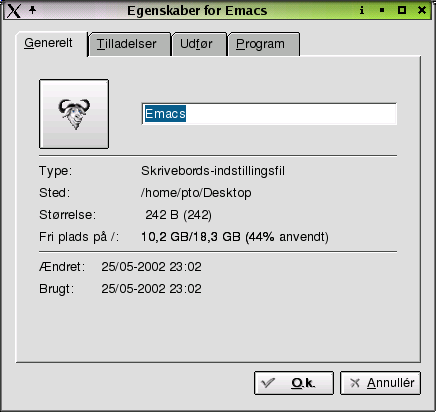 Egenskaber for Emacs
Generelt Tilladelser Udfør Program
Emacs
Type: Skrivebords-indstillingsfil
Sted: /home/pto/Desktop
Størrelse: 242 B (242)
Fri plads på /: 10,2 GB/18,3 GB (44% anvendt)
Ændret: 25/05-2002 23:02
Brugt: 25/05-2002 23:02
O.k. Annullér